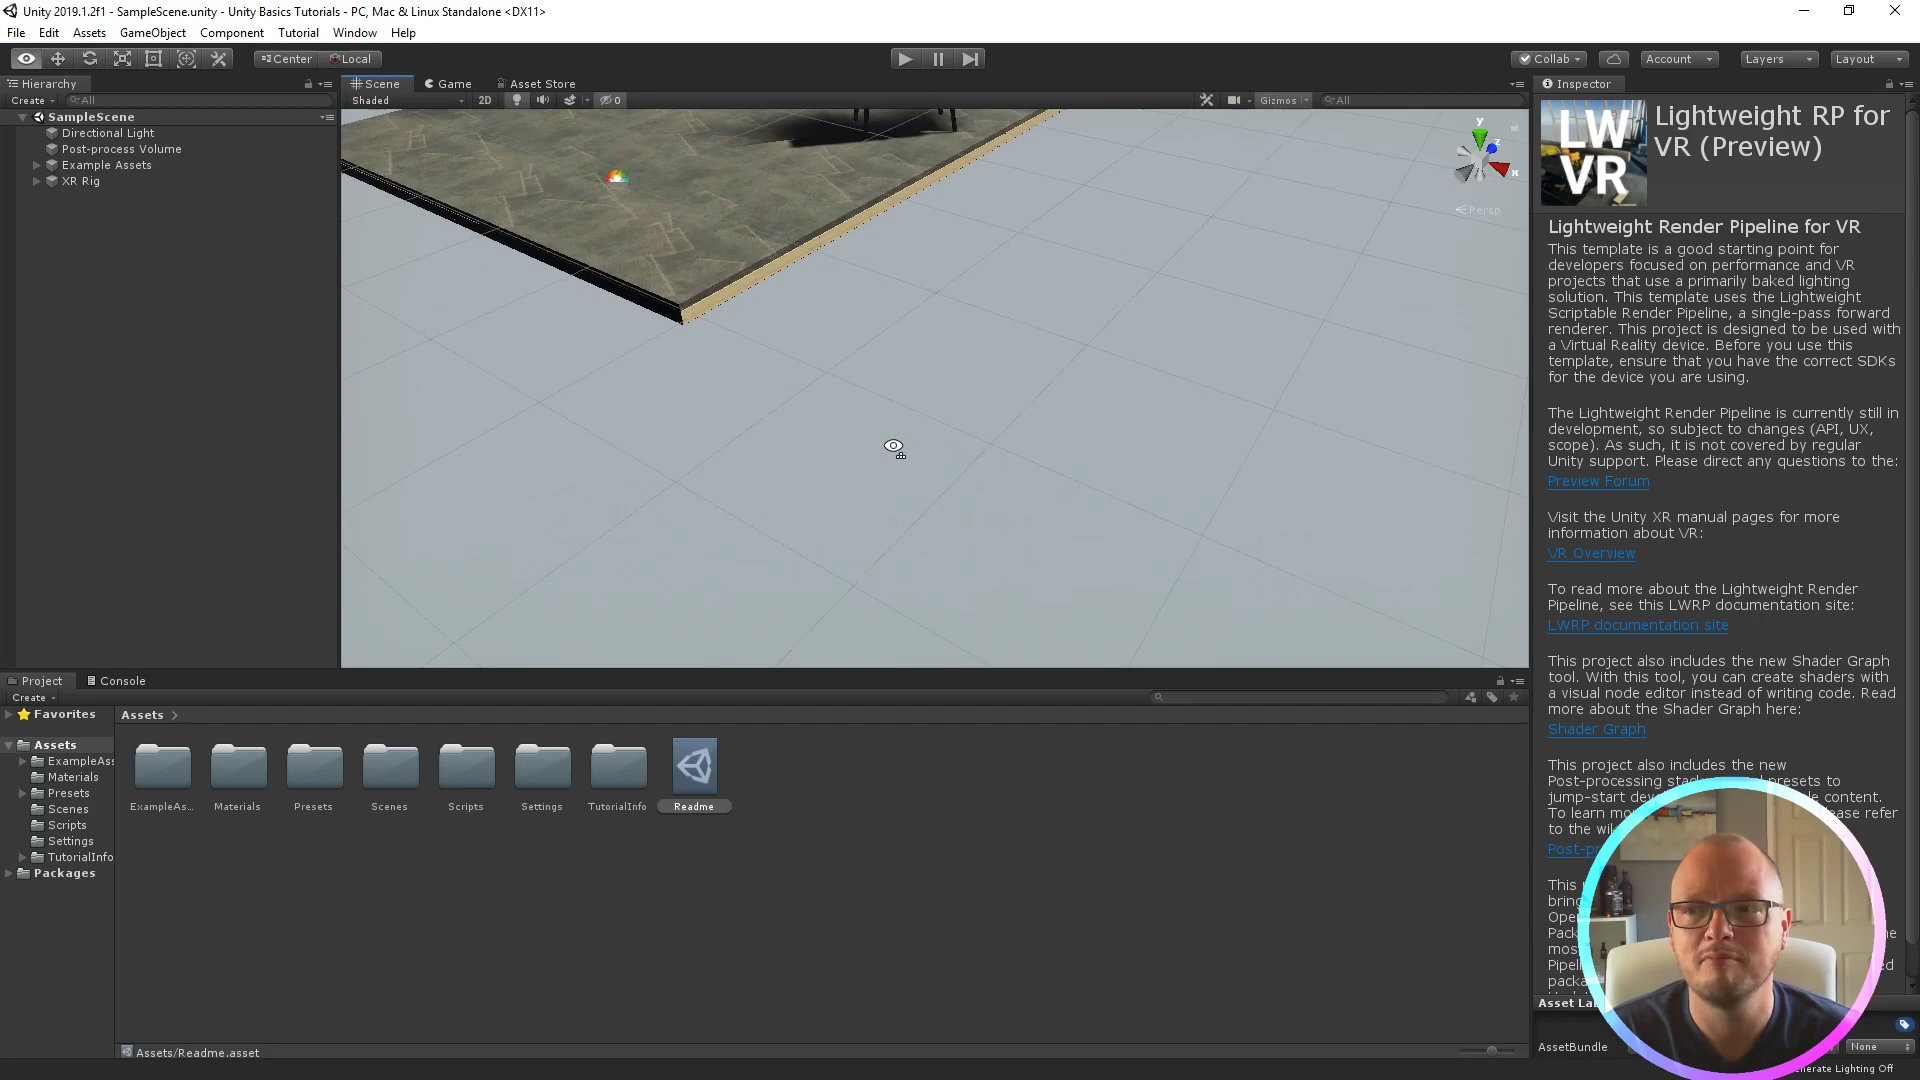 Unity 2019.1.2f1 - SampleScene.unity - Unity Basics Tutorials - PC, Mac & Linux Standalone <DX11>
File Edit Assets GameObject Component Tutorial Window Help
Center Local Collab Account Layers Layout
Hierarchy
Create All
SampleScene
Directional Light
Post-process Volume
Example Assets
XR Rig
Scene Game Asset Store
Shaded 2D 0 Gizmos All
y
z
x
Persp
Inspector
LW
VR
Lightweight RP for
VR (Preview)
Lightweight Render Pipeline for VR
This template is a good starting point for
developers focused on performance and VR
projects that use a primarily baked lighting
solution. This template uses the Lightweight
Scriptable Render Pipeline, a single-pass forward
renderer. This project is designed to be used with
a Virtual Reality device. Before you use this
template, ensure that you have the correct SDKs
for the device you are using.
The Lightweight Render Pipeline is currently still in
development, so subject to changes (API, UX,
scope). As such, it is not covered by regular
Unity support. Please direct any questions to the:
Preview Forum
Visit the Unity XR manual pages for more
information about VR:
VR Overview
To read more about the Lightweight Render
Pipeline, see this LWRP documentation site:
LWRP documentation site
This project also includes the new Shader Graph
tool. With this tool, you can create shaders with
a visual node editor instead of writing code. Read
more about the Shader Graph here:
Shader Graph
This project also includes the new
Post-processing presets to
jump-start content.
To learn refer
to the
This
Asset
AssetBundle None
Lighting Off
Project Console
Create
Favorites
Assets
ExampleAss
Materials
Presets
Scenes
Scripts
Settings
TutorialInfo
Packages
Assets
ExampleAs... Materials Presets Scenes Scripts Settings TutorialInfo Readme
Assets/Readme.asset